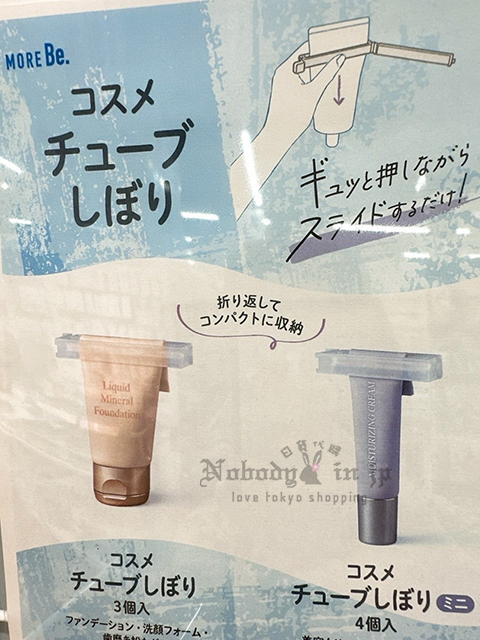 MORE Be.
コスメ
チューブ
しぼり
ギュッと押しながら
スライドするだけ!
折り返して
コンパクトに収納
Liquid
Mineral
Foundation
MOISTURIZING CREAM
日貨代購
Nobody in jp
love tokyo shopping
コスメ
チューブしぼり
3個入
ファンデーション・洗顔フォーム・
コスメ
チューブしぼり ミニ
4個入